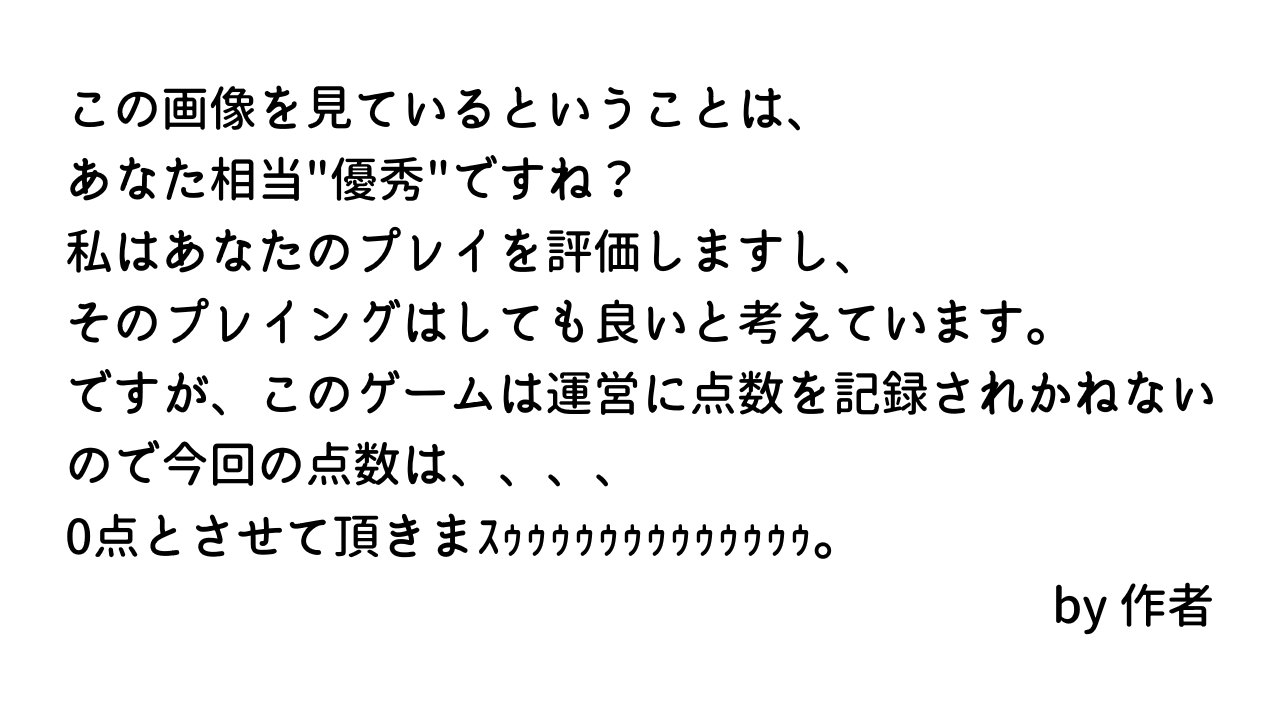 この画像を見ているということは、
あなた相当"優秀"ですね？
私はあなたのプレイを評価しますし、
そのプレイングはしても良いと考えています。
ですが、このゲームは運営に点数を記録されかねない
ので今回の点数は、、、、
0点とさせて頂きまｽｩｩｩｩｩｩｩｩｩｩｩｩｩ。
by 作者